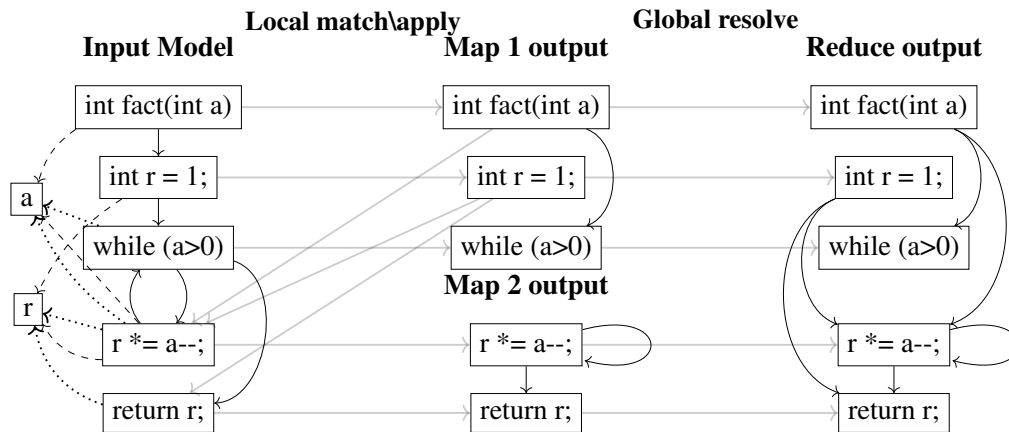 Local match\apply
Global resolve
Input Model
Map 1 output
Reduce output
int fact(int a)
int fact(int a)
int fact(int a)
int r = 1;
int r = 1;
int r = 1;
a
while (a>0)
while (a>0)
while (a>0)
Map 2 output
r
r *= a--;
r *= a--;
r *= a--;
return r;
return r;
return r;